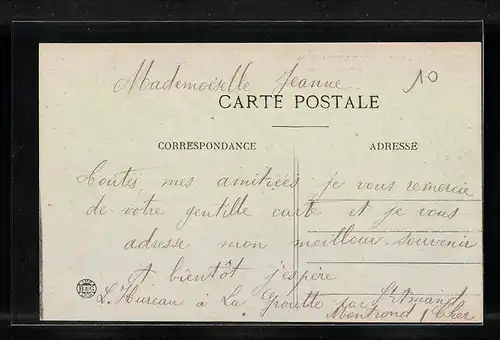 Mademoiselle Jeanne
10
CARTE POSTALE
CORRESPONDANCE
ADRESSE
Toutes mes amitiées je vous remercie
de votre gentille carte et je vous
adresse mon meilleur souvenir
A bientôt j'espère
B&G
L. Hureau à La Groutte par St Amand
Montrond (Cher